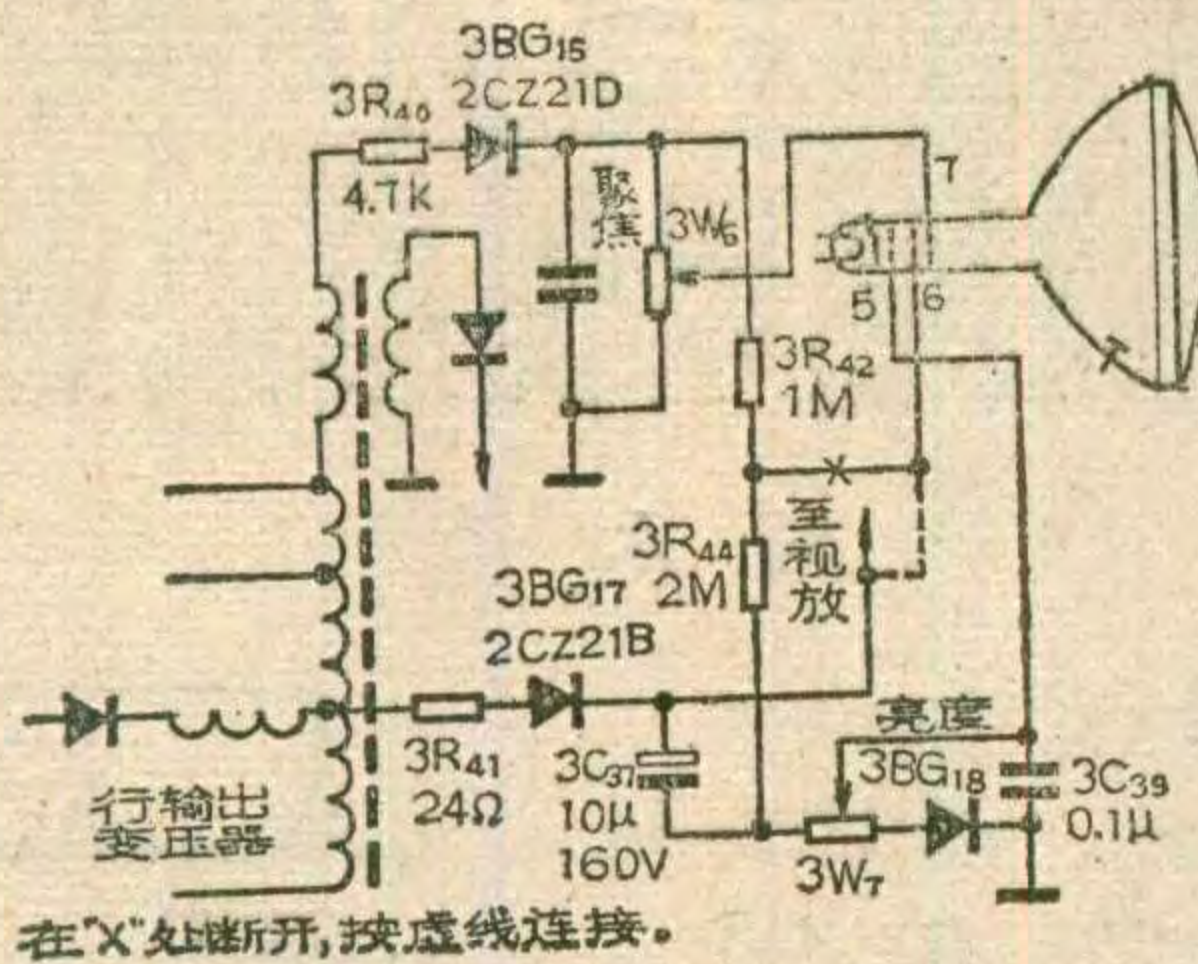 3BG₁₅
2CZ21D
3R₄₀
4.7K
聚焦
3W₆
7
5
6
3R₄₂
1M
至视放
3R₄₄
2M
3BG₁₇
2CZ21B
3R₄₁
24Ω
3C₃₇
10μ
160V
亮度
3BG₁₈
3C₃₉
0.1μ
3W₇
行输出
变压器
在"X"处断开,按虚线连接。